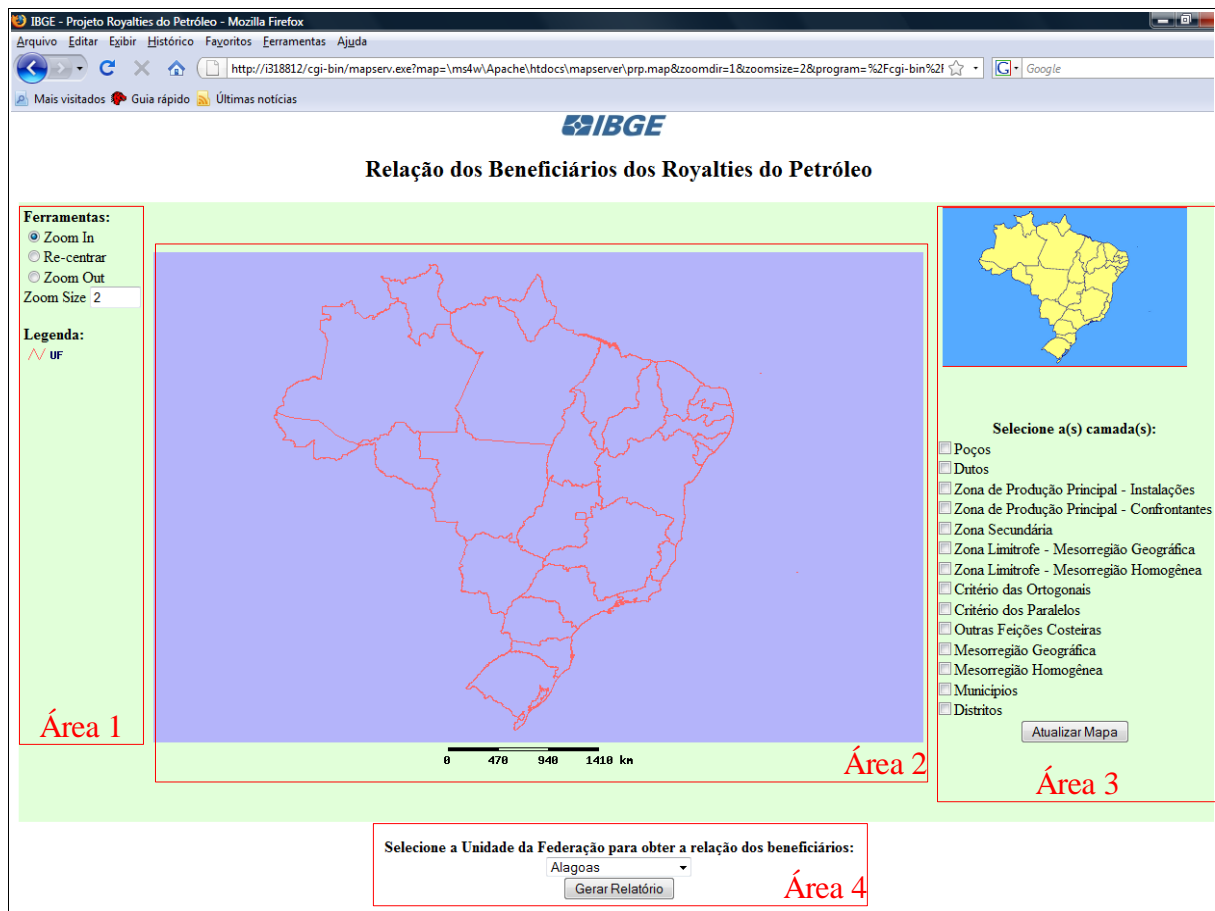 IBGE - Projeto Royalties do Petróleo - Mozilla Firefox
Arquivo Editar Exibir Histórico Favoritos Ferramentas Ajuda
http://i318812/cgi-bin/mapserv.exe?map=\ms4w\Apache\htdocs\mapserver\prp.map&zoomdir=1&zoomsize=2&program=%2Fcgi-bin%2F
G
Google
Mais visitados Guia rápido Últimas notícias
IBGE
Relação dos Beneficiários dos Royalties do Petróleo
Ferramentas:
Zoom In
Re-centrar
Zoom Out
Zoom Size 2
Legenda:
UF
Área 1
0 470 940 1410 km
Área 2
Selecione a(s) camada(s):
Poços
Dutos
Zona de Produção Principal - Instalações
Zona de Produção Principal - Confrontantes
Zona Secundária
Zona Limítrofe - Mesorregião Geográfica
Zona Limítrofe - Mesorregião Homogênea
Critério das Ortogonais
Critério dos Paralelos
Outras Feições Costeiras
Mesorregião Geográfica
Mesorregião Homogênea
Municípios
Distritos
Atualizar Mapa
Área 3
Selecione a Unidade da Federação para obter a relação dos beneficiários:
Alagoas
Gerar Relatório
Área 4